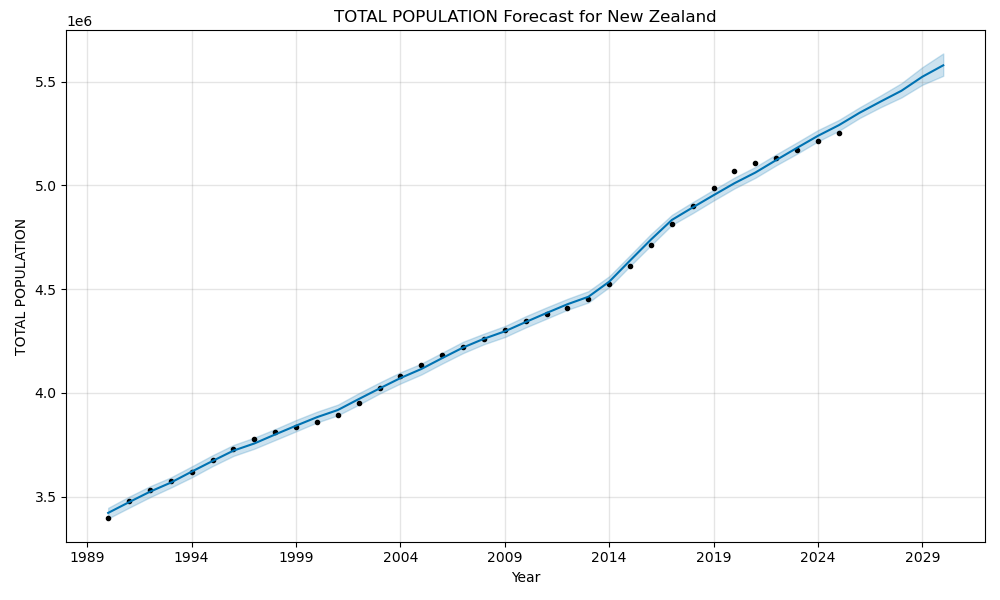 TOTAL POPULATION Forecast for New Zealand
1e6
5.5
5.0
4.5
4.0
3.5
TOTAL POPULATION
1989 1994 1999 2004 2009 2014 2019 2024 2029
Year